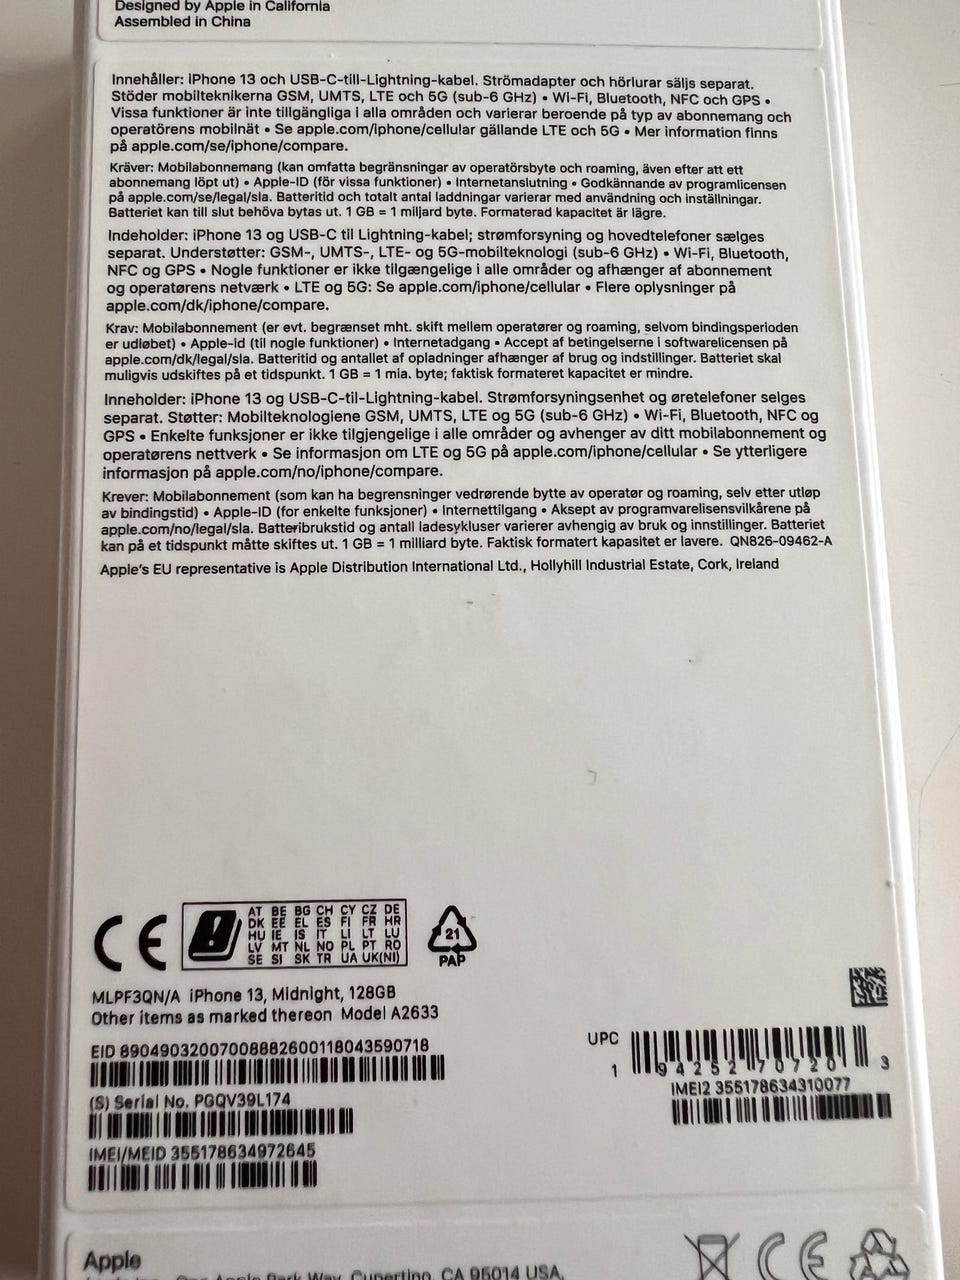 Designed by Apple in California
Assembled in China
Innehåller: iPhone 13 och USB-C-till-Lightning-kabel. Strömadapter och hörlurar säljs separat.
Stöder mobilteknikerna GSM, UMTS, LTE och 5G (sub-6 GHz) • Wi-Fi, Bluetooth, NFC och GPS •
Vissa funktioner är inte tillgängliga i alla områden och varierar beroende på typ av abonnemang och
operatörens mobilnät • Se apple.com/iphone/cellular gällande LTE och 5G • Mer information finns
på apple.com/se/iphone/compare.
Kräver: Mobilabonnemang (kan omfatta begränsningar av operatörsbyte och roaming, även efter att ett
abonnemang löpt ut) • Apple-ID (för vissa funktioner) • Internetanslutning • Godkännande av programlicensen
på apple.com/se/legal/sla. Batteritid och totalt antal laddningar varierar med användning och inställningar.
Batteriet kan till slut behöva bytas ut. 1 GB = 1 miljard byte. Formaterad kapacitet är lägre.
Indeholder: iPhone 13 og USB-C til Lightning-kabel; strømforsyning og hovedtelefoner sælges
separat. Understøtter: GSM-, UMTS-, LTE- og 5G-mobilteknologi (sub-6 GHz) • Wi-Fi, Bluetooth,
NFC og GPS • Nogle funktioner er ikke tilgængelige i alle områder og afhænger af abonnement
og operatørens netværk • LTE og 5G: Se apple.com/iphone/cellular • Flere oplysninger på
apple.com/dk/iphone/compare.
Krav: Mobilabonnement (er evt. begrænset mht. skift mellem operatører og roaming, selvom bindingsperioden
er udløbet) • Apple-id (til nogle funktioner) • Internetadgang • Accept af betingelserne i softwarelicensen på
apple.com/dk/legal/sla. Batteritid og antallet af opladninger afhænger af brug og indstillinger. Batteriet skal
muligvis udskiftes på et tidspunkt. 1 GB = 1 mia. byte; faktisk formateret kapacitet er mindre.
Inneholder: iPhone 13 og USB-C-til-Lightning-kabel. Strømforsyningsenhet og øretelefoner selges
separat. Støtter: Mobilteknologiene GSM, UMTS, LTE og 5G (sub-6 GHz) • Wi-Fi, Bluetooth, NFC og
GPS • Enkelte funksjoner er ikke tilgjengelige i alle områder og avhenger av ditt mobilabonnement og
operatørens nettverk • Se informasjon om LTE og 5G på apple.com/iphone/cellular • Se ytterligere
informasjon på apple.com/no/iphone/compare.
Krever: Mobilabonnement (som kan ha begrensninger vedrørende bytte av operatør og roaming, selv etter utløp
av bindingstid) • Apple-ID (for enkelte funksjoner) • Internettilgang • Aksept av programvarelisensvilkårene på
apple.com/no/legal/sla. Batteribrukstid og antall ladesykluser varierer avhengig av bruk og innstillinger. Batteriet
kan på et tidspunkt måtte skiftes ut. 1 GB = 1 milliard byte. Faktisk formatert kapasitet er lavere. QN826-09462-A
Apple's EU representative is Apple Distribution International Ltd., Hollyhill Industrial Estate, Cork, Ireland
CE
AT BE BG CH CY CZ DE
DK EE EL ES FI FR HR
HU IE IS IT LI LT LU
LV MT NL NO PL PT RO
SE SI SK TR UA UK(NI)
21
PAP
MLPF3QN/A iPhone 13, Midnight, 128GB
Other items as marked thereon Model A2633
EID 89049032007008882600118043590718
(S) Serial No. PGQV39L174
IMEI/MEID 355178634972645
UPC
1 94252 70720 3
IMEI2 355178634310077
Apple
One Apple Park Way, Cupertino, CA 95014 USA.
CE